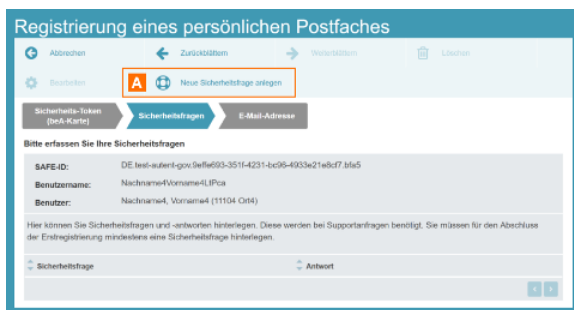 Registrierung eines persönlichen Postfaches
Abbrechen Zurückblättern Weiterblättern Löschen
Bearbeiten A Neue Sicherheitsfrage anlegen
Sicherheits-Token
(beA-Karte) Sicherheitsfragen E-Mail-Adresse
Bitte erfassen Sie Ihre Sicherheitsfragen
SAFE-ID: DE.test-autent-gov.9effe693-351f-4231-bc96-4933e21e8cf7.bfa5
Benutzername: Nachname4Vorname4LtPca
Benutzer: Nachname4, Vorname4 (11104 Ort4)
Hier können Sie Sicherheitsfragen und -antworten hinterlegen. Diese werden bei Supportanfragen benötigt. Sie müssen für den Abschluss
der Erstregistrierung mindestens eine Sicherheitsfrage hinterlegen.
Sicherheitsfrage Antwort